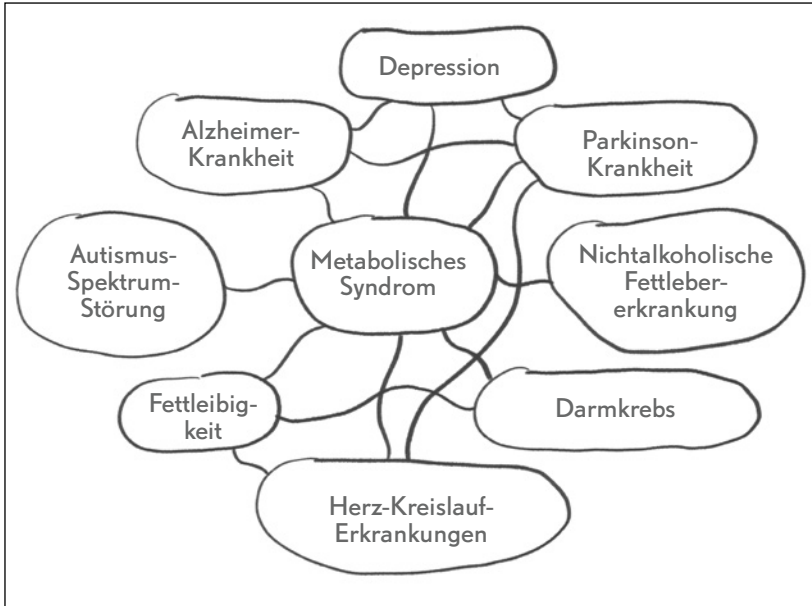 Depression
Alzheimer-
Krankheit
Parkinson-
Krankheit
Autismus-
Spektrum-
Störung
Metabolisches
Syndrom
Nichtalkoholische
Fettleber-
erkrankung
Fettleibig-
keit
Darmkrebs
Herz-Kreislauf-
Erkrankungen